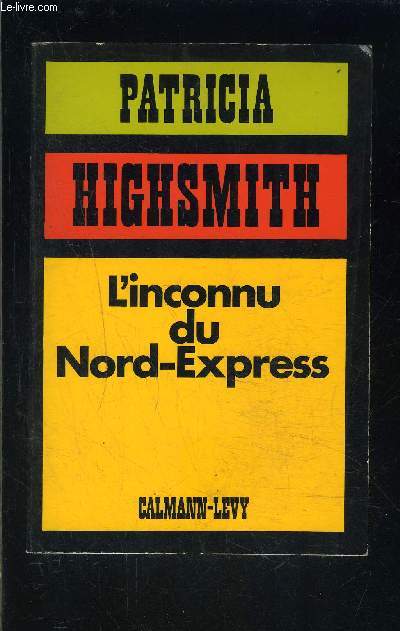 Le-livre.com
PATRICIA
HIGHSMITH
L'inconnu
du
Nord-Express
CALMANN-LEVY